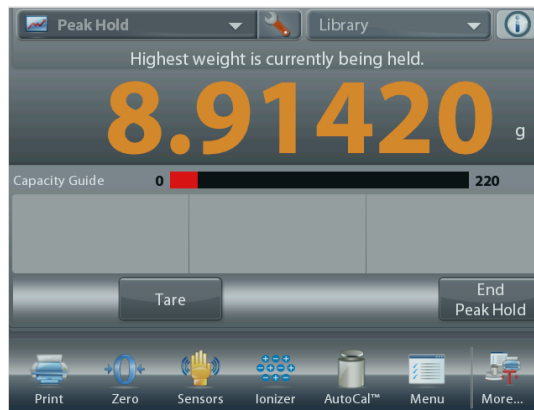 Peak Hold
Library
Highest weight is currently being held.
8.91420 g
Capacity Guide 0 220
Tare
End
Peak Hold
Print Zero Sensors Ionizer AutoCal™ Menu More...